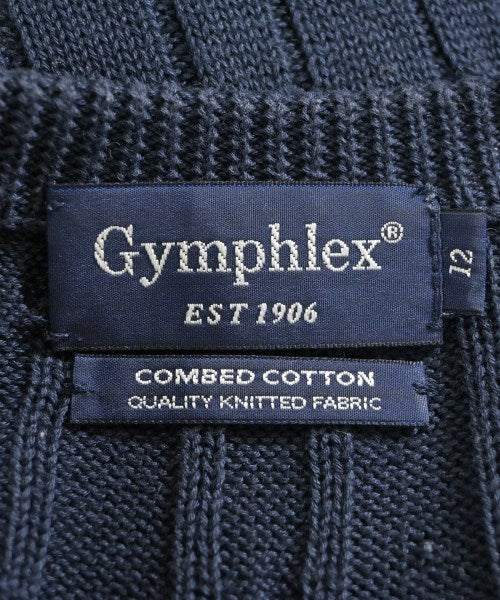 Gymphlex®
EST 1906
12
COMBED COTTON
QUALITY KNITTED FABRIC